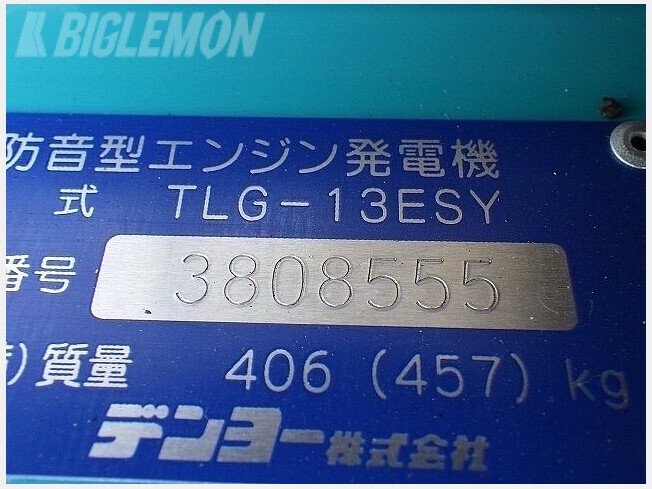 BIGLEMON
防音型エンジン発電機
式 TLG-13ESY
番号 3808555
)質量 406 (457) kg
デンヨー株式会社